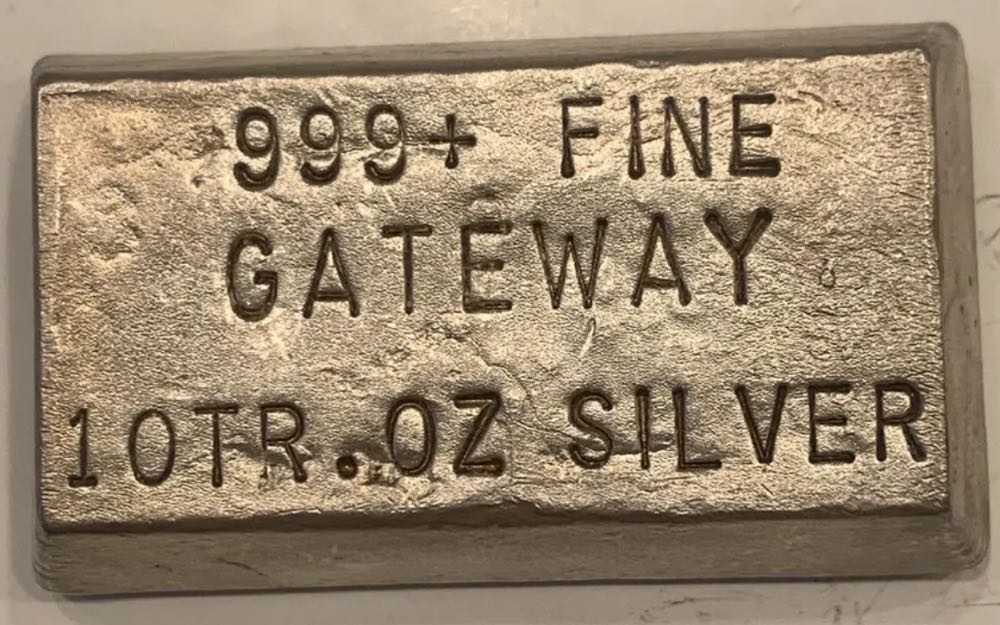 999+ FINE
GATEWAY
10TR.OZ SILVER